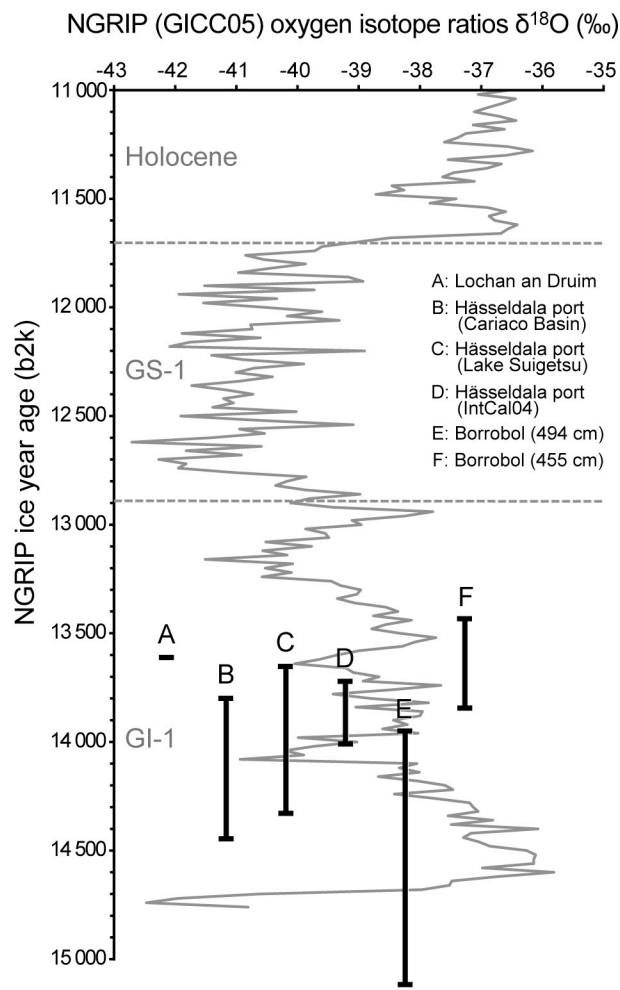 NGRIP (GICC05) oxygen isotope ratios δ¹⁸O (‰)
-43 -42 -41 -40 -39 -38 -37 -36 -35
11 000
Holocene
11 500
A: Lochan an Druim
B: Hässeldala port
(Cariaco Basin)
12 000
C: Hässeldala port
(Lake Suigetsu)
GS-1
D: Hässeldala port
(IntCal04)
12 500
E: Borrobol (494 cm)
F: Borrobol (455 cm)
NGRIP ice year age (b2k)
13 000
13 500
F
A
C
D
B
E
GI-1
14 000
14 500
15 000